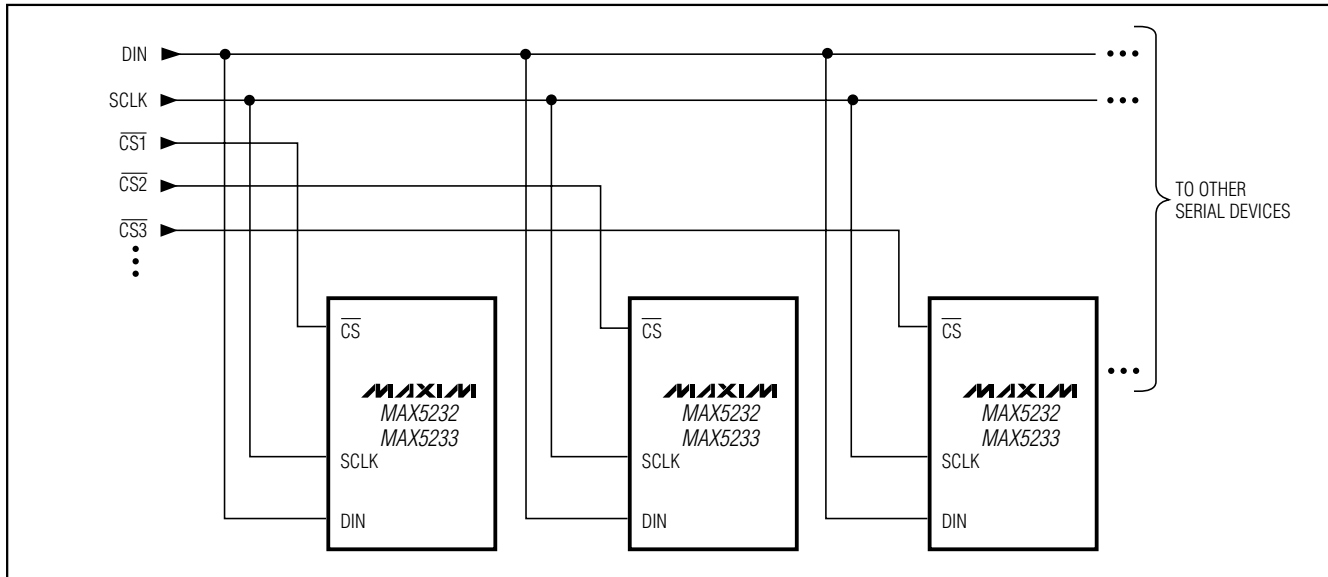 DIN
SCLK
CS1
CS2
CS3
TO OTHER
SERIAL DEVICES
CS
MAXIM
MAX5232
MAX5233
SCLK
DIN
CS
MAXIM
MAX5232
MAX5233
SCLK
DIN
CS
MAXIM
MAX5232
MAX5233
SCLK
DIN